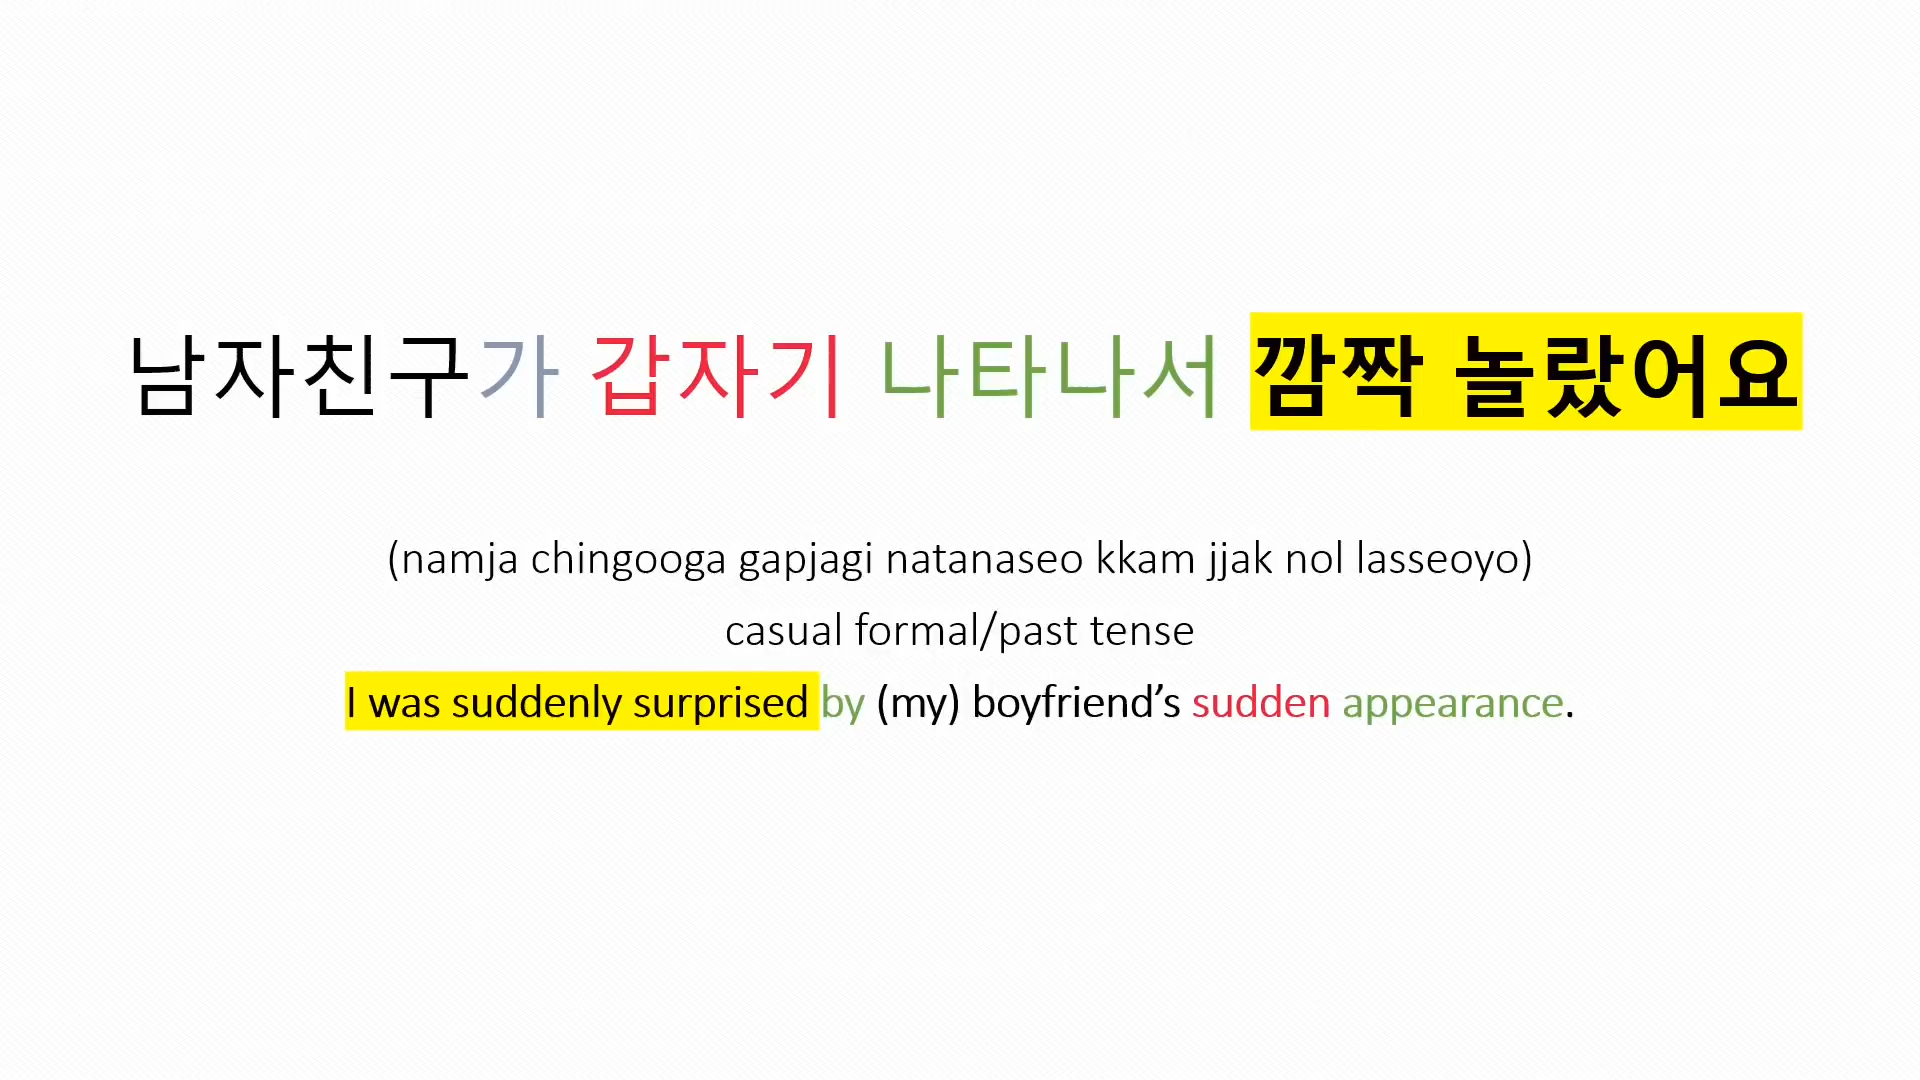 남자친구가 갑자기 나타나서 깜짝 놀랐어요
(namja chingooga gapjagi natanaseo kkam jjak nol lasseoyo)
casual formal/past tense
I was suddenly surprised by (my) boyfriend’s sudden appearance.